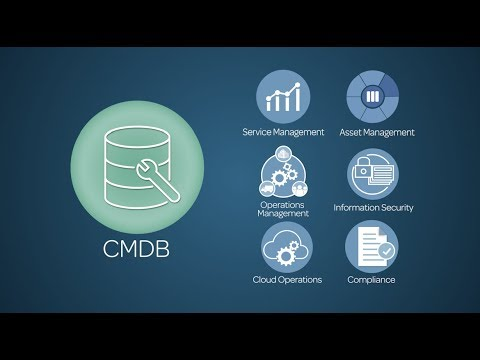 Service Management
Asset Management
Operations
Management
Information Security
CMDB
Cloud Operations
Compliance